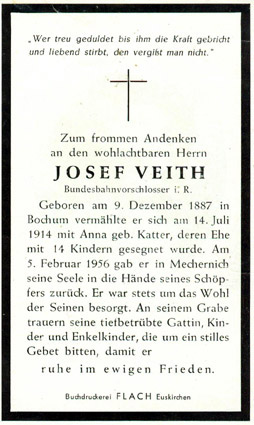 „Wer treu geduldet bis ihm die Kraft gebricht
und liebend stirbt, den vergißt man nicht."
Zum frommen Andenken
an den wohlachtbaren Herrn
JOSEF VEITH
Bundesbahnvorschlosser i. R.
Geboren am 9. Dezember 1887 in
Bochum vermählte er sich am 14. Juli
1914 mit Anna geb. Katter, deren Ehe
mit 14 Kindern gesegnet wurde. Am
5. Februar 1956 gab er in Mechernich
seine Seele in die Hände seines Schöp-
fers zurück. Er war stets um das Wohl
der Seinen besorgt. An seinem Grabe
trauern seine tiefbetrübte Gattin, Kin-
der und Enkelkinder, die um ein stilles
Gebet bitten, damit er
ruhe im ewigen Frieden.
Buchdruckerei FLACH Euskirchen